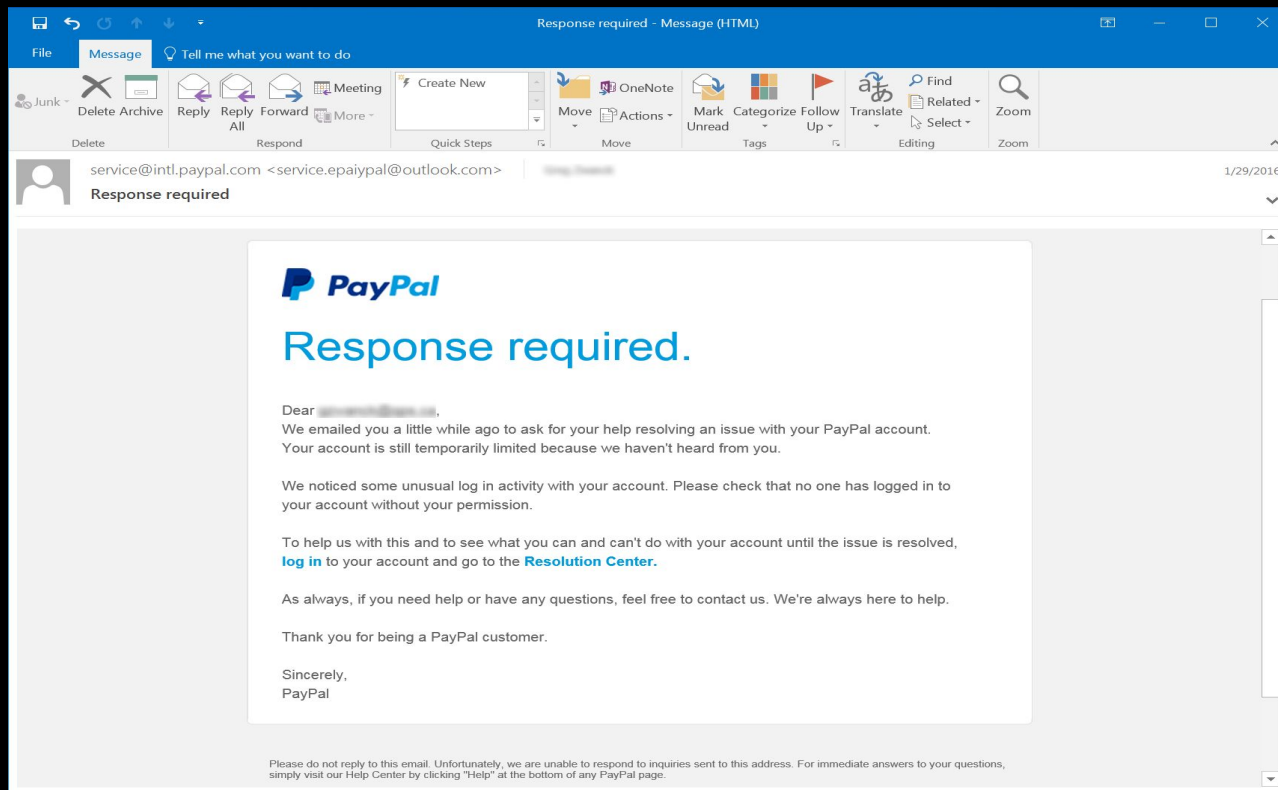 Response required - Message (HTML)
File Message Tell me what you want to do
Junk
Delete Archive
Reply Reply All Forward
Meeting
More
Create New
Move
OneNote
Actions
Mark Unread Categorize Follow Up
Translate
Find
Related
Select
Zoom
Delete Respond Quick Steps Move Tags Editing Zoom
service@intl.paypal.com <service.epaiypal@outlook.com>
1/29/2016
Response required
PayPal
Response required.
Dear ,
We emailed you a little while ago to ask for your help resolving an issue with your PayPal account.
Your account is still temporarily limited because we haven't heard from you.
We noticed some unusual log in activity with your account. Please check that no one has logged in to
your account without your permission.
To help us with this and to see what you can and can't do with your account until the issue is resolved,
log in to your account and go to the Resolution Center.
As always, if you need help or have any questions, feel free to contact us. We're always here to help.
Thank you for being a PayPal customer.
Sincerely,
PayPal
Please do not reply to this email. Unfortunately, we are unable to respond to inquiries sent to this address. For immediate answers to your questions,
simply visit our Help Center by clicking "Help" at the bottom of any PayPal page.